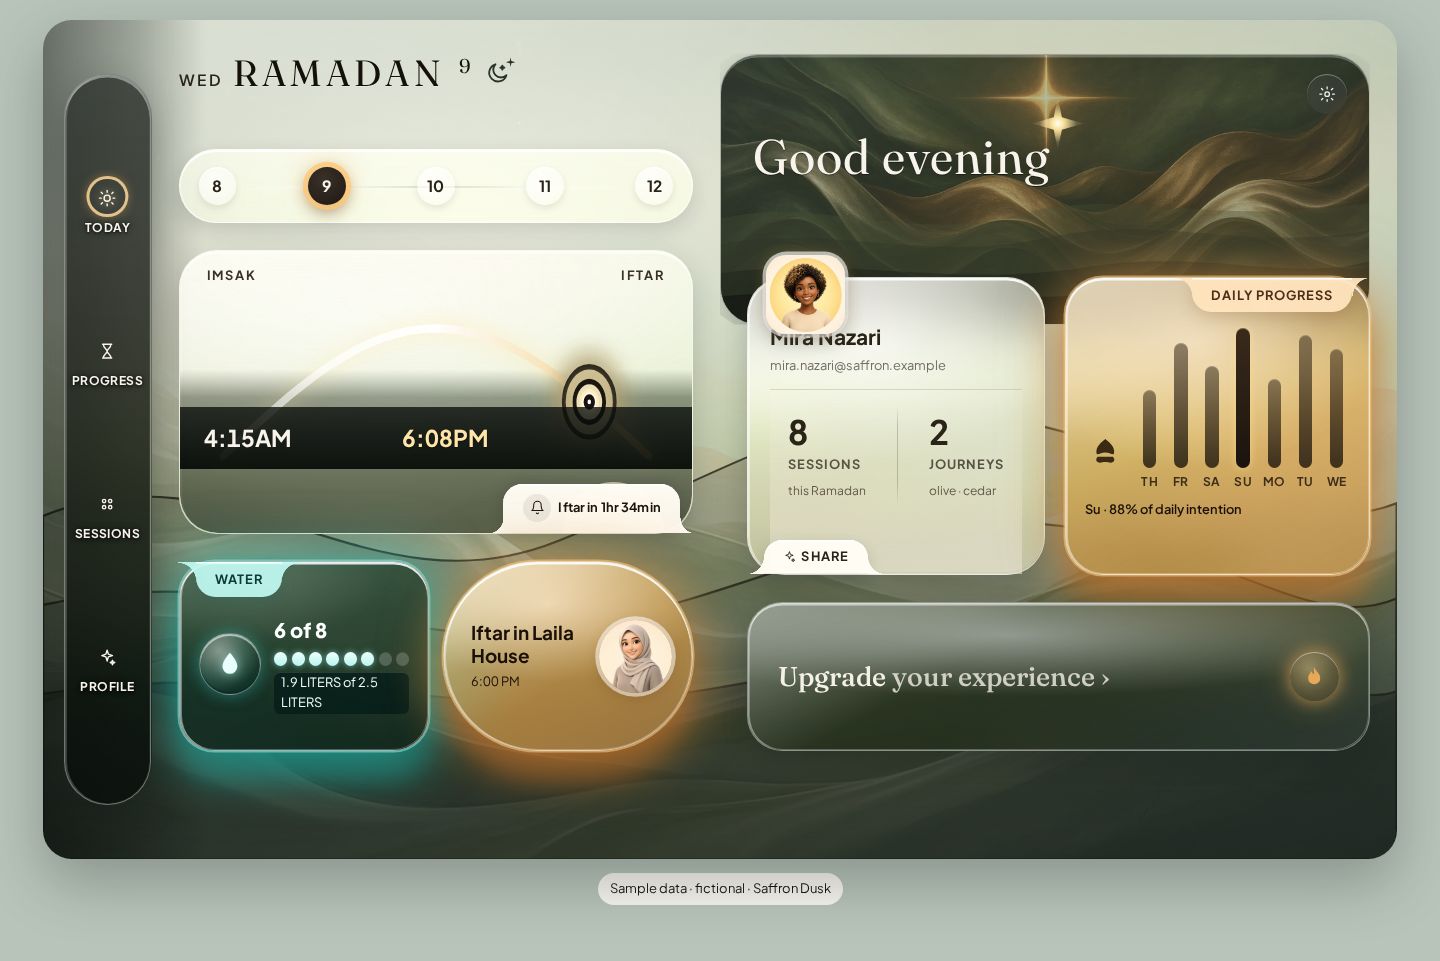 WED RAMADAN 9
8 9 10 11 12
IMSAK IFTAR
4:15AM 6:08PM
Iftar in 1hr 34min
TODAY
PROGRESS
SESSIONS
PROFILE
WATER
6 of 8
1.9 LITERS of 2.5
LITERS
Iftar in Laila
House
6:00 PM
Good evening
Mira Nazari
mira.nazari@saffron.example
8 2
SESSIONS JOURNEYS
this Ramadan olive · cedar
SHARE
DAILY PROGRESS
TH FR SA SU MO TU WE
Su · 88% of daily intention
Upgrade your experience ›
Sample data · fictional · Saffron Dusk